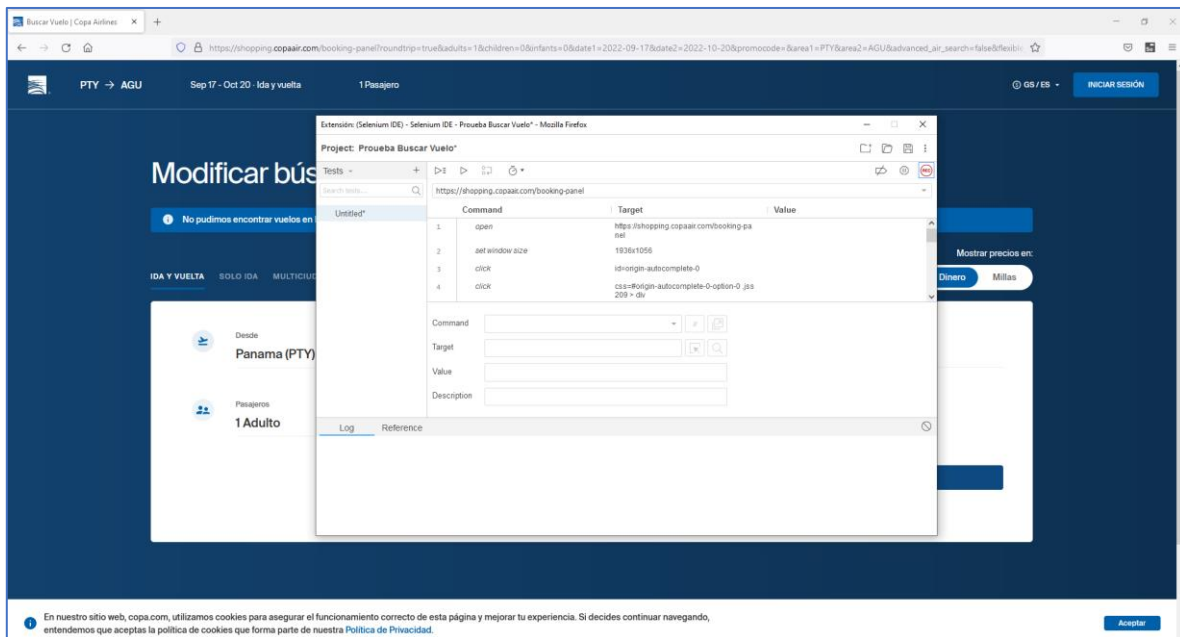 Buscar Vuelo | Copa Airlines
https://shopping.copaair.com/booking-panel?roundtrip=true&adults=1&children=0&infants=0&date1=2022-09-17&date2=2022-10-20&promocode=&area1=PTY&area2=AGU&advanced_air_search=false&flexibl
PTY → AGU Sep 17 - Oct 20 · Ida y vuelta 1 Pasajero GS / ES INICIAR SESIÓN
Extensión: (Selenium IDE) - Selenium IDE - Proueba Buscar Vuelo* - Mozilla Firefox
Project: Proueba Buscar Vuelo*
Modificar bús
Tests
Search tests...
https://shopping.copaair.com/booking-panel
Untitled*
Command Target Value
1. open https://shopping.copaair.com/booking-pa
nel
2 set window size 1936x1056
3 click id=origin-autocomplete-0
4 click css=#origin-autocomplete-0-option-0 .jss
209 > div
No pudimos encontrar vuelos en
Mostrar precios en:
IDA Y VUELTA SOLO IDA MULTICIUD
Dinero Millas
Desde
Panama (PTY)
Pasajeros
1 Adulto
Command
Target
Value
Description
Log Reference
En nuestro sitio web, copa.com, utilizamos cookies para asegurar el funcionamiento correcto de esta página y mejorar tu experiencia. Si decides continuar navegando,
entendemos que aceptas la política de cookies que forma parte de nuestra Política de Privacidad.
Aceptar